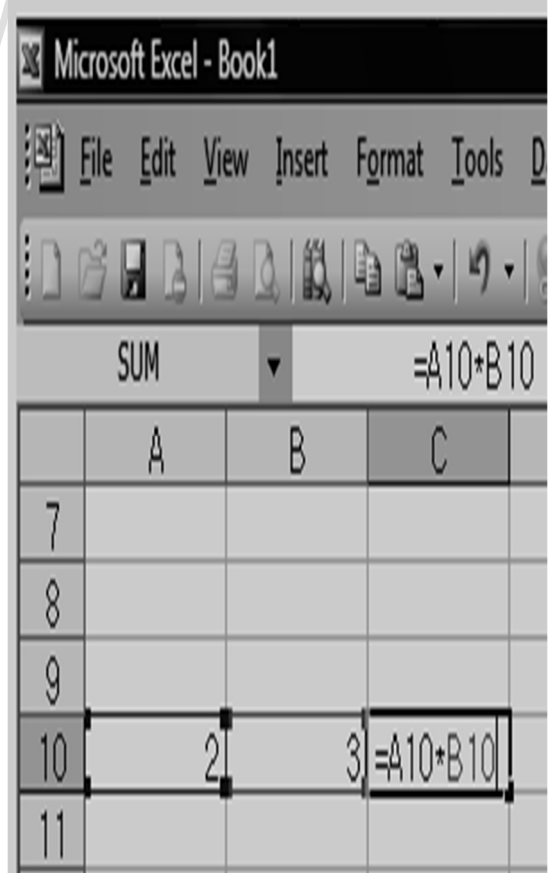 Microsoft Excel - Book1
File Edit View Insert Format Tools D
SUM =A10*B10
A B C
7
8
9
10 2 3 =A10*B10
11